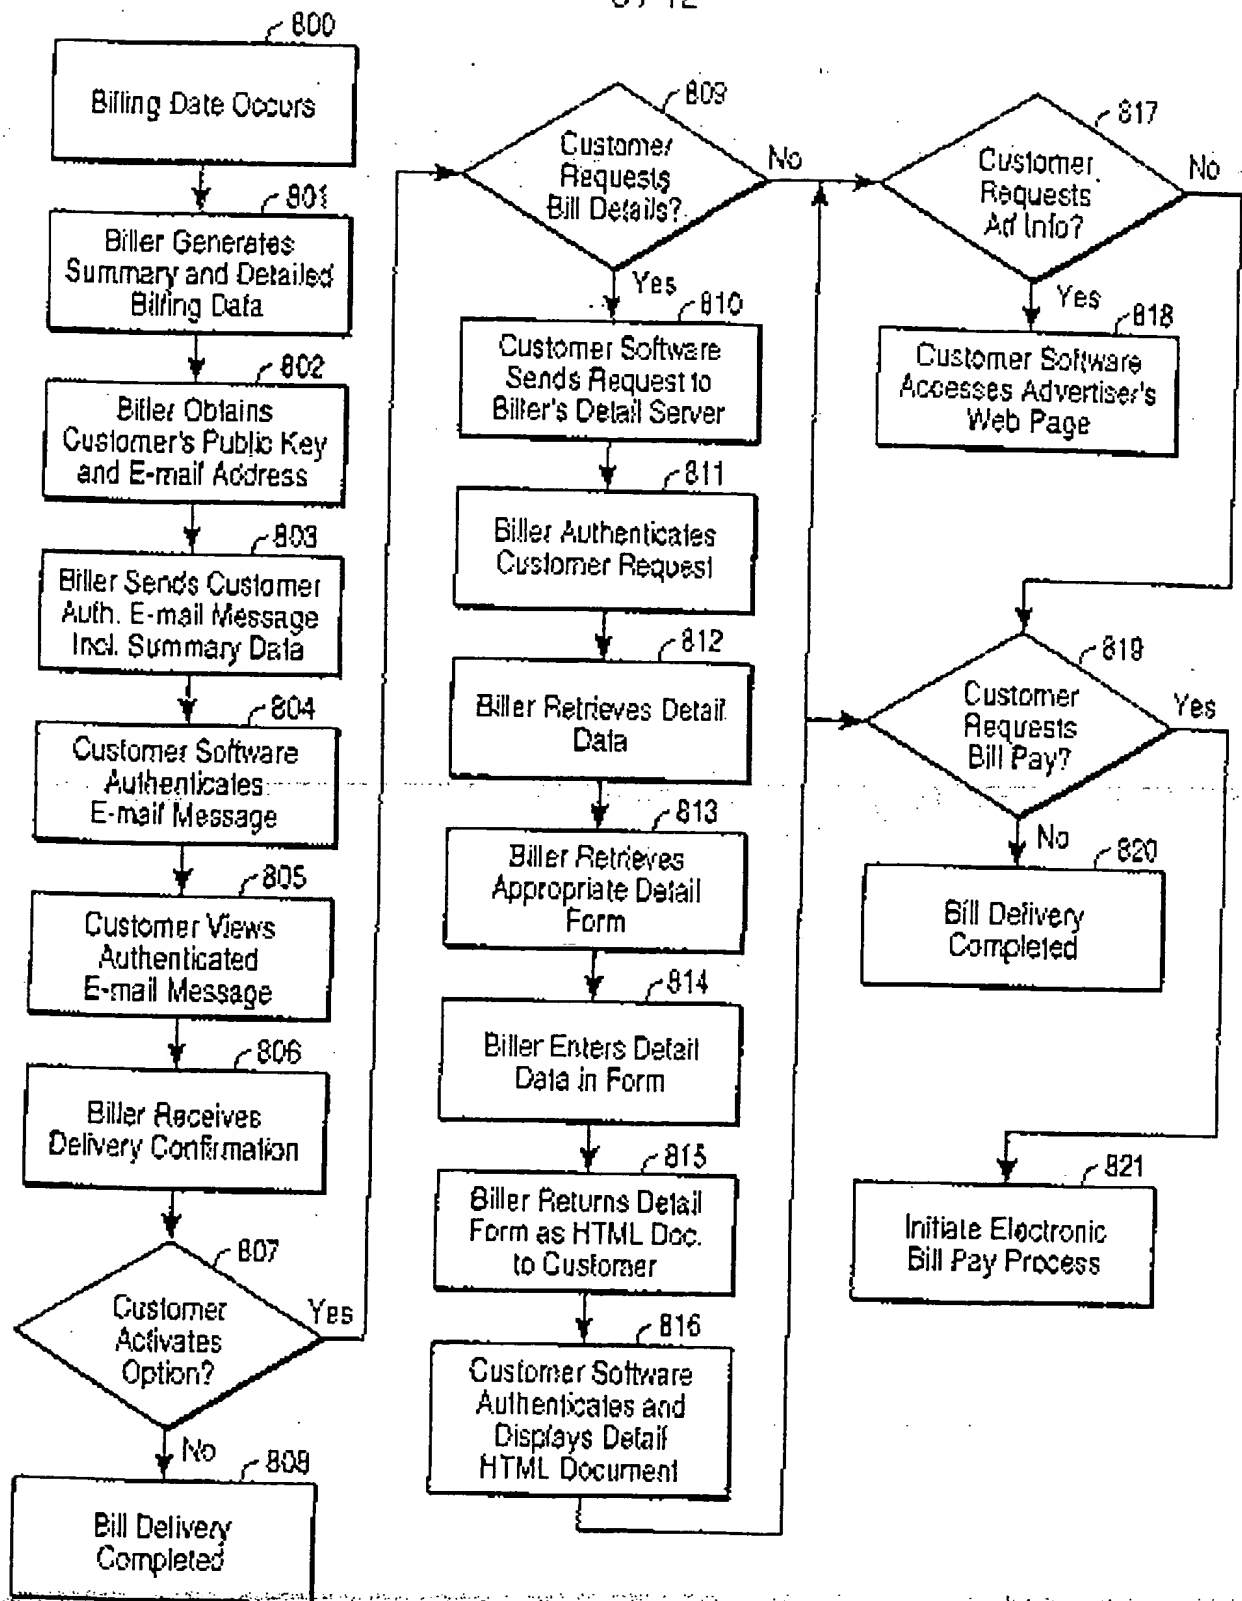 800
Billing Date Occurs
801
Biller Generates
Summary and Detailed
Billing Data
802
Biller Obtains
Customer's Public Key
and E-mail Address
803
Biller Sends Customer
Auth. E-mail Message
Incl. Summary Data
804
Customer Software
Authenticates
E-mail Message
805
Customer Views
Authenticated
E-mail Message
806
Biller Receives
Delivery Confirmation
807
Customer
Activates
Option?
Yes
No
808
Bill Delivery
Completed
809
Customer
Requests
Bill Details?
No
Yes
810
Customer Software
Sends Request to
Biller's Detail Server
811
Biller Authenticates
Customer Request
812
Biller Retrieves Detail
Data
813
Biller Retrieves
Appropriate Detail
Form
814
Biller Enters Detail
Data in Form
815
Biller Returns Detail
Form as HTML Doc.
to Customer
816
Customer Software
Authenticates and
Displays Detail
HTML Document
817
Customer
Requests
Ad Info?
No
Yes
818
Customer Software
Accesses Advertiser's
Web Page
819
Customer
Requests
Bill Pay?
Yes
No
820
Bill Delivery
Completed
821
Initiate Electronic
Bill Pay Process